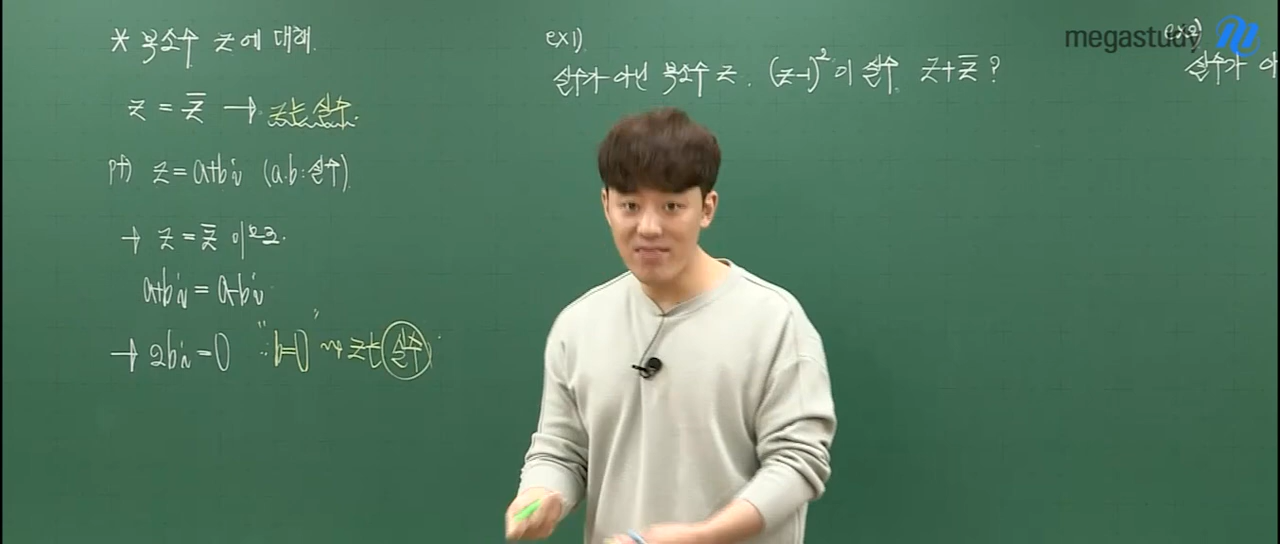 * 복소수 z에 대해.
z = z̅ → z는 실수.
pf) z = a+bi (a.b:실수).
→ z = z̅ 이므로.
a+bi = a-bi
→ 2bi = 0 "∴ b=0" ⇝ z는 실수.
ex1).
실수가 아닌 복소수 z. (z-1)² 이 실수. z+z̅ ?
megastudy
ex2)
실수가 아